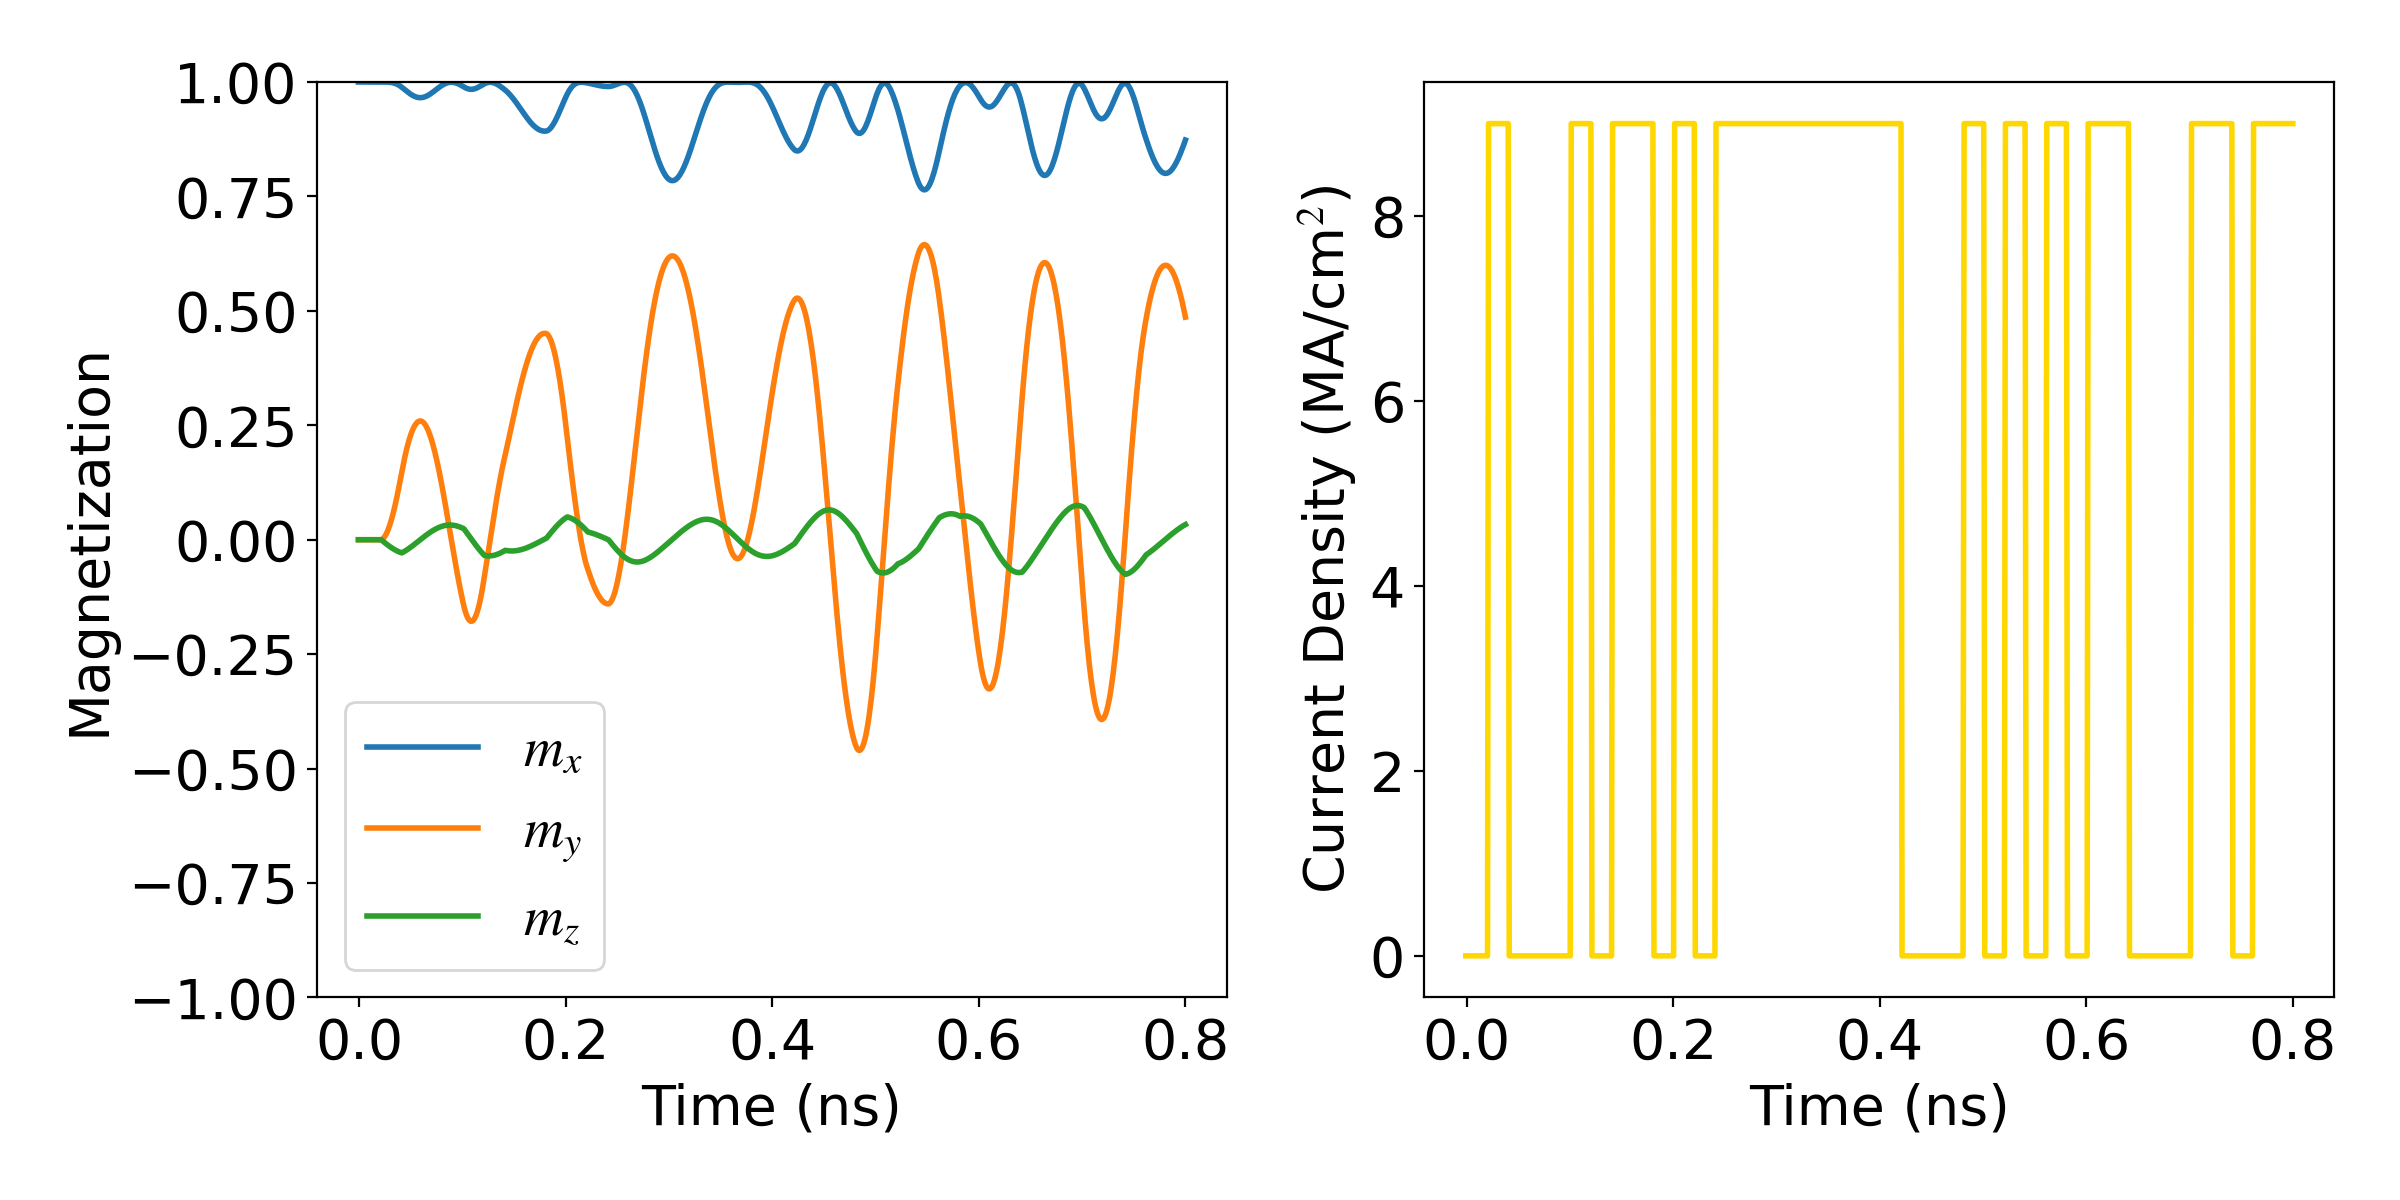 1.00
0.75
0.50
0.25
0.00
−0.25
−0.50
−0.75
−1.00
Magnetization
m_x
m_y
m_z
0.0 0.2 0.4 0.6 0.8
Time (ns)
8
6
4
2
0
Current Density (MA/cm²)
0.0 0.2 0.4 0.6 0.8
Time (ns)